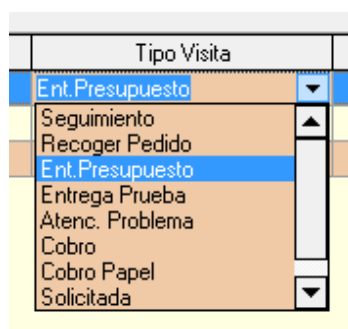 Tipo Visita
Ent.Presupuesto
Seguimiento
Recoger Pedido
Ent.Presupuesto
Entrega Prueba
Atenc. Problema
Cobro
Cobro Papel
Solicitada